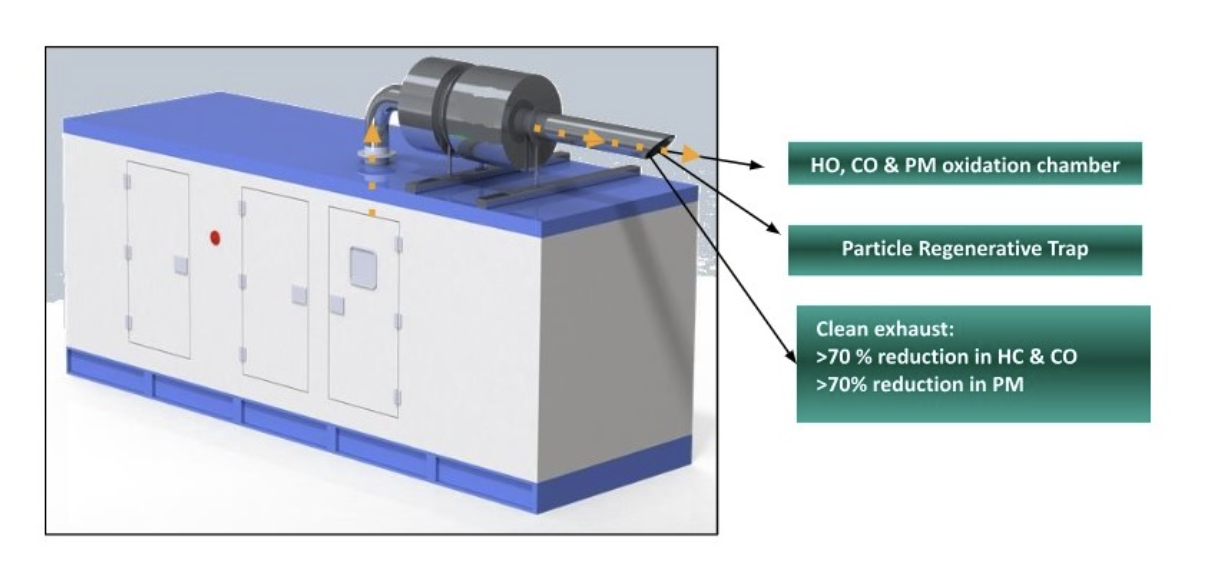 HO, CO & PM oxidation chamber
Particle Regenerative Trap
Clean exhaust:
>70 % reduction in HC & CO
>70% reduction in PM